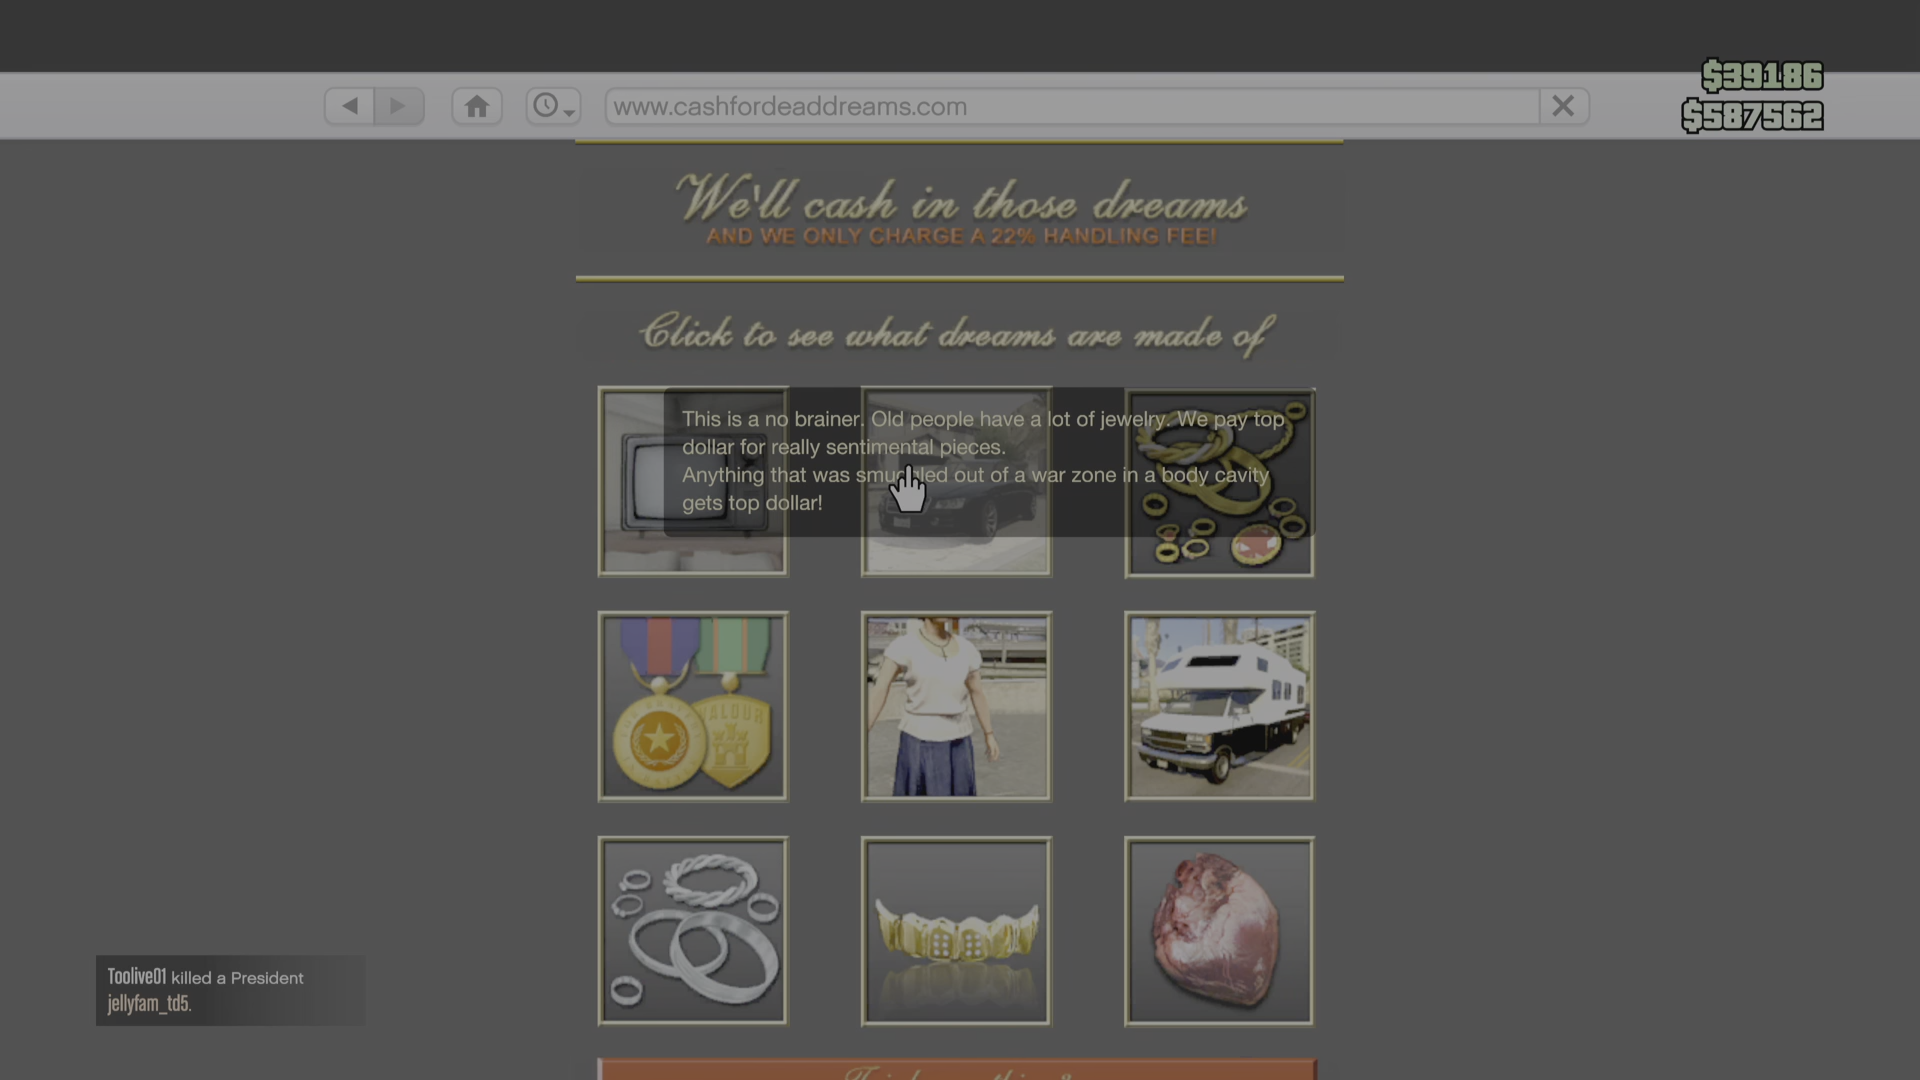 $39186
www.cashfordeaddreams.com
$587562
We'll cash in those dreams
AND WE ONLY CHARGE A 22% HANDLING FEE!
Click to see what dreams are made of
This is a no brainer. Old people have a lot of jewelry. We pay top
dollar for really sentimental pieces.
Anything that was smuggled out of a war zone in a body cavity
gets top dollar!
VALOUR
Toolive01 killed a President
jellyfam_td5.